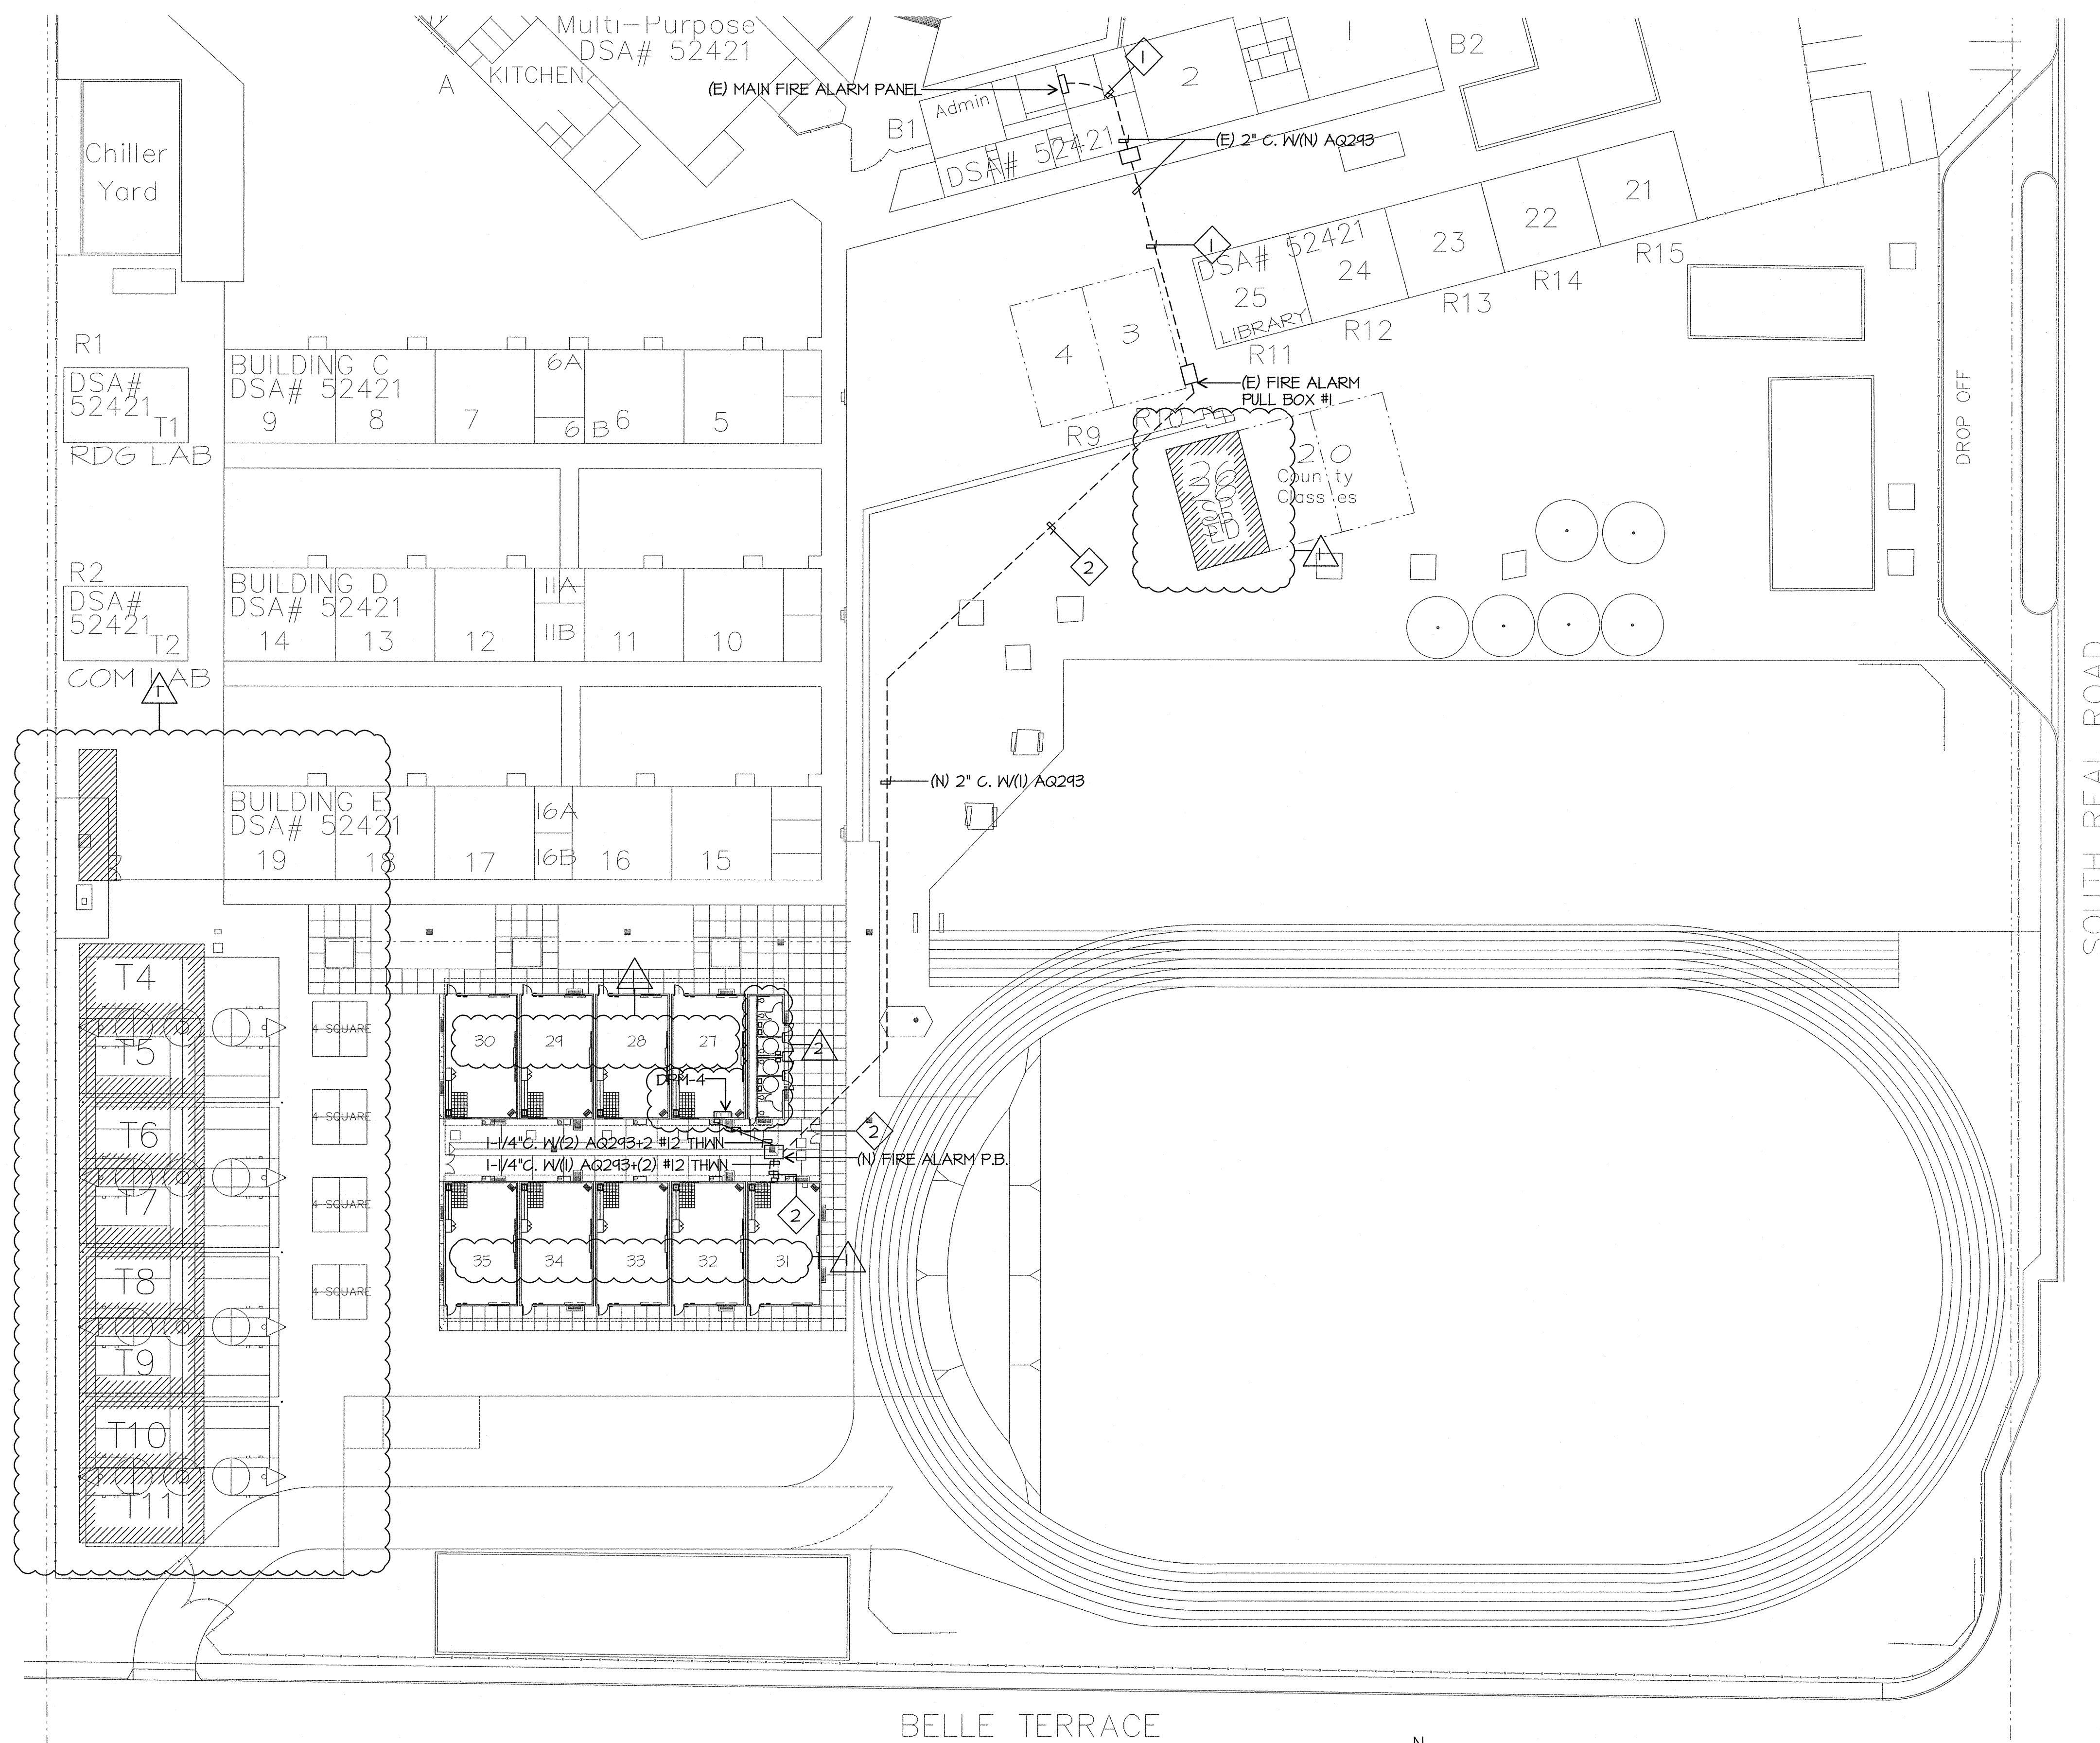 Multi-Purpose
DSA# 52421
KITCHEN
A
(E) MAIN FIRE ALARM PANEL
Admin
B1
DSA# 52421
1
2
1
B2
(E) 2" C. W/(N) AQ293
Chiller
Yard
1
DSA# 52421
25
LIBRARY
24
23
22
21
R11
R12
R13
R14
R15
4
3
R9
R10
(E) FIRE ALARM
PULL BOX #1
20
County
Classes
SP
ED
1
2
DROP OFF
SOUTH REAL ROAD
R1
DSA#
52421
T1
RDG LAB
BUILDING C
DSA# 52421
9
8
7
6A
6B
6
5
R2
DSA#
52421
T2
COM LAB
1
BUILDING D
DSA# 52421
14
13
12
11A
11B
11
10
BUILDING E
DSA# 52421
19
18
17
16A
16B
16
15
(N) 2" C. W/(1) AQ293
T4
T5
T6
T7
T8
T9
T10
T11
4 SQUARE
4 SQUARE
4 SQUARE
4 SQUARE
1
30
29
28
27
2
DPM-4
2
1-1/4"C. W/(2) AQ293+2 #12 THWN
1-1/4"C. W/(1) AQ293+(2) #12 THWN
(N) FIRE ALARM P.B.
2
35
34
33
32
31
1
BELLE TERRACE
N